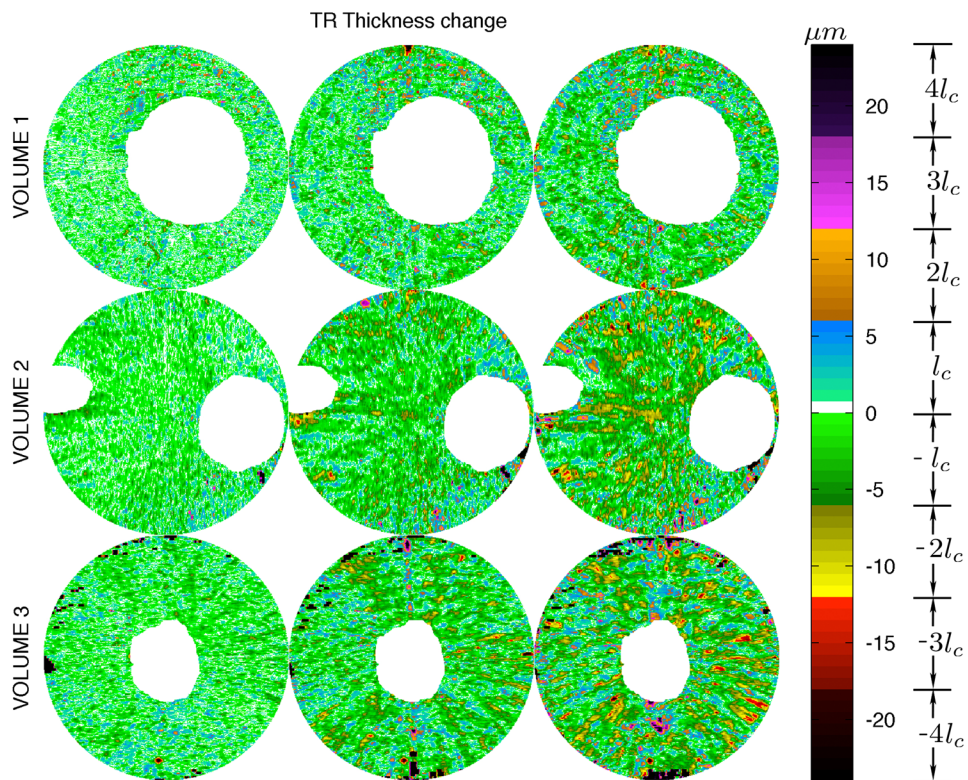 TR Thickness change
μm
VOLUME 1
VOLUME 2
VOLUME 3
20
15
10
5
0
-5
-10
-15
-20
4l_c
3l_c
2l_c
l_c
-l_c
-2l_c
-3l_c
-4l_c